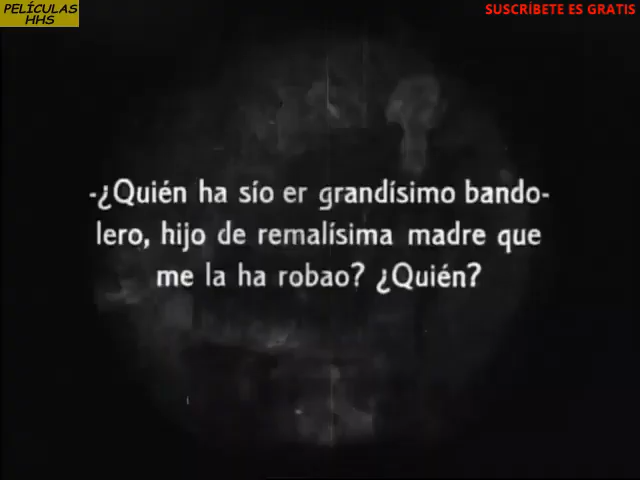 PELÍCULAS
HHS
SUSCRÍBETE ES GRATIS
-¿Quién ha sío er grandísimo bando-
lero, hijo de remalísima madre que
me la ha robao? ¿Quién?